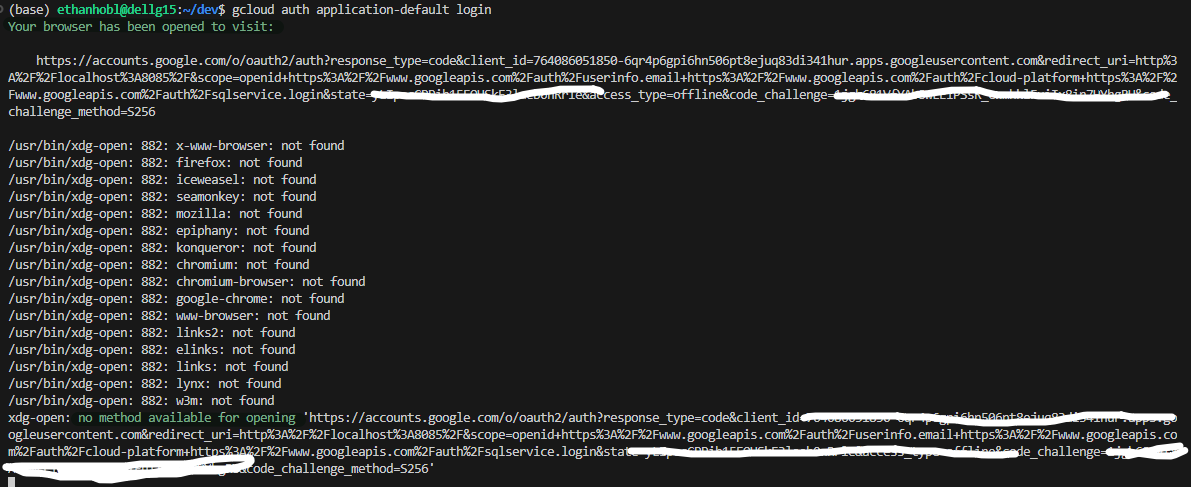 (base) ethanhobl@dellg15:~/dev$ gcloud auth application-default login
Your browser has been opened to visit:
https://accounts.google.com/o/oauth2/auth?response_type=code&client_id=764086051850-6qr4p6gpi6hn506pt8ejuq83di341hur.apps.googleusercontent.com&redirect_uri=http%3
A%2F%2Flocalhost%3A8085%2F&scope=openid+https%3A%2F%2Fwww.googleapis.com%2Fauth%2Fuserinfo.email+https%3A%2F%2Fwww.googleapis.com%2Fauth%2Fcloud-platform+https%3A%2F%2
Fwww.googleapis.com%2Fauth%2Fsqlservice.login&state= &access_type=offline&code_challenge= &code_
challenge_method=S256
/usr/bin/xdg-open: 882: x-www-browser: not found
/usr/bin/xdg-open: 882: firefox: not found
/usr/bin/xdg-open: 882: iceweasel: not found
/usr/bin/xdg-open: 882: seamonkey: not found
/usr/bin/xdg-open: 882: mozilla: not found
/usr/bin/xdg-open: 882: epiphany: not found
/usr/bin/xdg-open: 882: konqueror: not found
/usr/bin/xdg-open: 882: chromium: not found
/usr/bin/xdg-open: 882: chromium-browser: not found
/usr/bin/xdg-open: 882: google-chrome: not found
/usr/bin/xdg-open: 882: www-browser: not found
/usr/bin/xdg-open: 882: links2: not found
/usr/bin/xdg-open: 882: elinks: not found
/usr/bin/xdg-open: 882: links: not found
/usr/bin/xdg-open: 882: lynx: not found
/usr/bin/xdg-open: 882: w3m: not found
xdg-open: no method available for opening 'https://accounts.google.com/o/oauth2/auth?response_type=code&client_id
ogleusercontent.com&redirect_uri=http%3A%2F%2Flocalhost%3A8085%2F&scope=openid+https%3A%2F%2Fwww.googleapis.com%2Fauth%2Fuserinfo.email+https%3A%2F%2Fwww.googleapis.co
m%2Fauth%2Fcloud-platform+https%3A%2F%2Fwww.googleapis.com%2Fauth%2Fsqlservice.login&state =offline&code_challenge=
&code_challenge_method=S256'